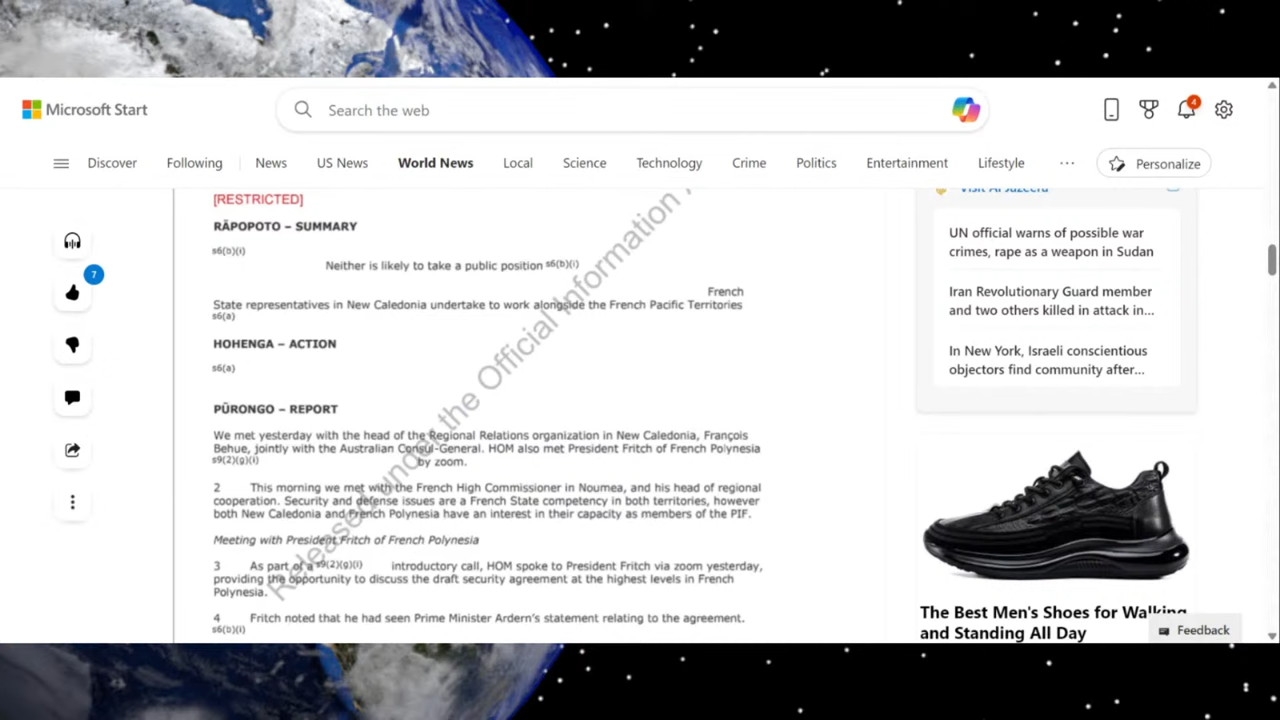 Microsoft Start
Search the web
4
Discover
Following
News
US News
World News
Local
Science
Technology
Crime
Politics
Entertainment
Lifestyle
Personalize
7
[RESTRICTED]
RĀPOPOTO – SUMMARY
s6(b)(i)
Neither is likely to take a public position s6(b)(i)
French
State representatives in New Caledonia undertake to work alongside the French Pacific Territories
s6(a)
HOHENGA – ACTION
s6(a)
PŪRONGO – REPORT
We met yesterday with the head of the Regional Relations organization in New Caledonia, François
Behue, jointly with the Australian Consul-General. HOM also met President Fritch of French Polynesia
s9(2)(g)(i) by zoom.
2 This morning we met with the French High Commissioner in Noumea, and his head of regional
cooperation. Security and defense issues are a French State competency in both territories, however
both New Caledonia and French Polynesia have an interest in their capacity as members of the PIF.
Meeting with President Fritch of French Polynesia
3 As part of a s9(2)(g)(i) introductory call, HOM spoke to President Fritch via zoom yesterday,
providing the opportunity to discuss the draft security agreement at the highest levels in French
Polynesia.
4 Fritch noted that he had seen Prime Minister Ardern's statement relating to the agreement.
s6(b)(i)
Released under the Official Information
Visit Al Jazeera
UN official warns of possible war
crimes, rape as a weapon in Sudan
Iran Revolutionary Guard member
and two others killed in attack in...
In New York, Israeli conscientious
objectors find community after...
The Best Men's Shoes for Walking
and Standing All Day
Feedback